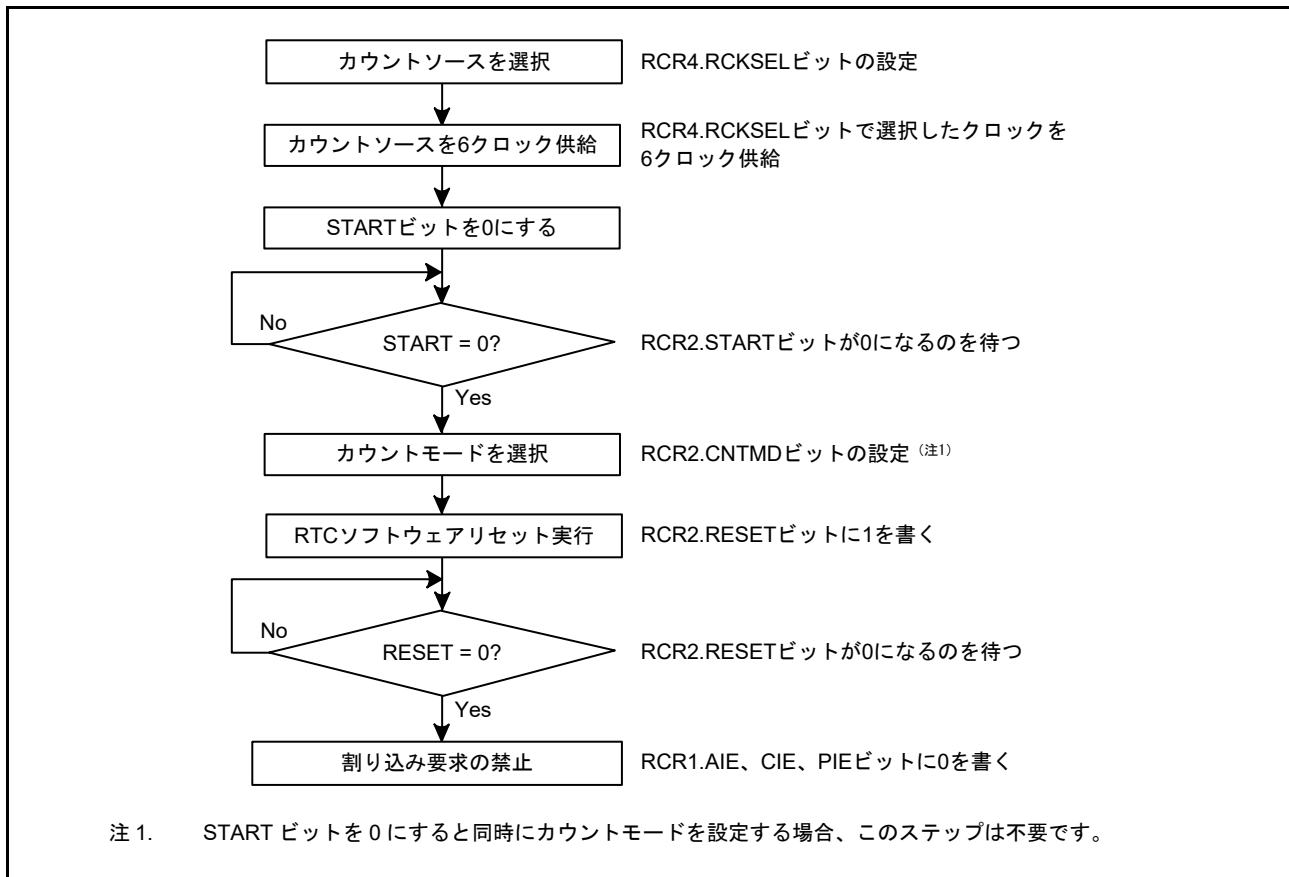 カウントソースを選択
RCR4.RCKSELビットの設定
カウントソースを6クロック供給
RCR4.RCKSELビットで選択したクロックを
6クロック供給
STARTビットを0にする
No
START = 0?
RCR2.STARTビットが0になるのを待つ
Yes
カウントモードを選択
RCR2.CNTMDビットの設定 (注1)
RTCソフトウェアリセット実行
RCR2.RESETビットに1を書く
No
RESET = 0?
RCR2.RESETビットが0になるのを待つ
Yes
割り込み要求の禁止
RCR1.AIE、CIE、PIEビットに0を書く
注 1. START ビットを 0 にすると同時にカウントモードを設定する場合、このステップは不要です。